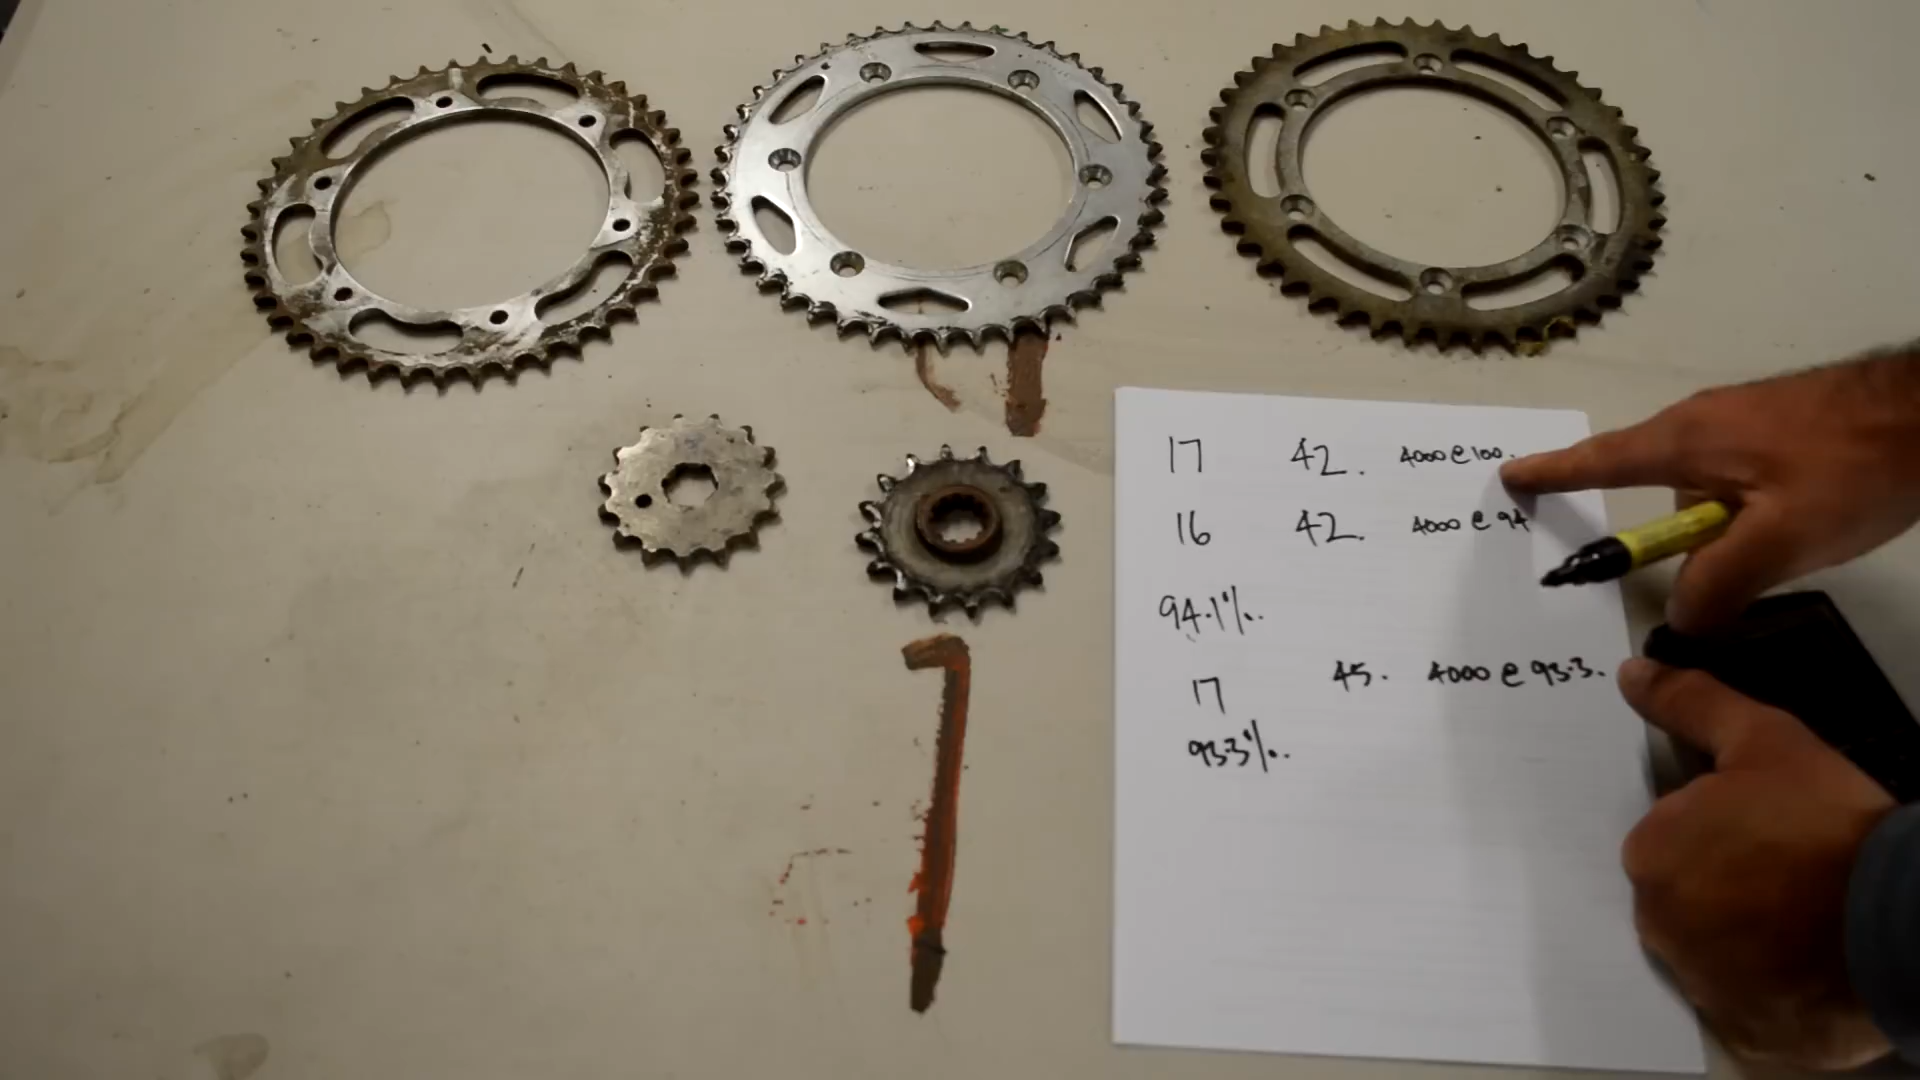 17 42. 4000 @ 100.
16 42. 4000 @ 94
94.1%.
17 45. 4000 @ 93.3.
93.3%.